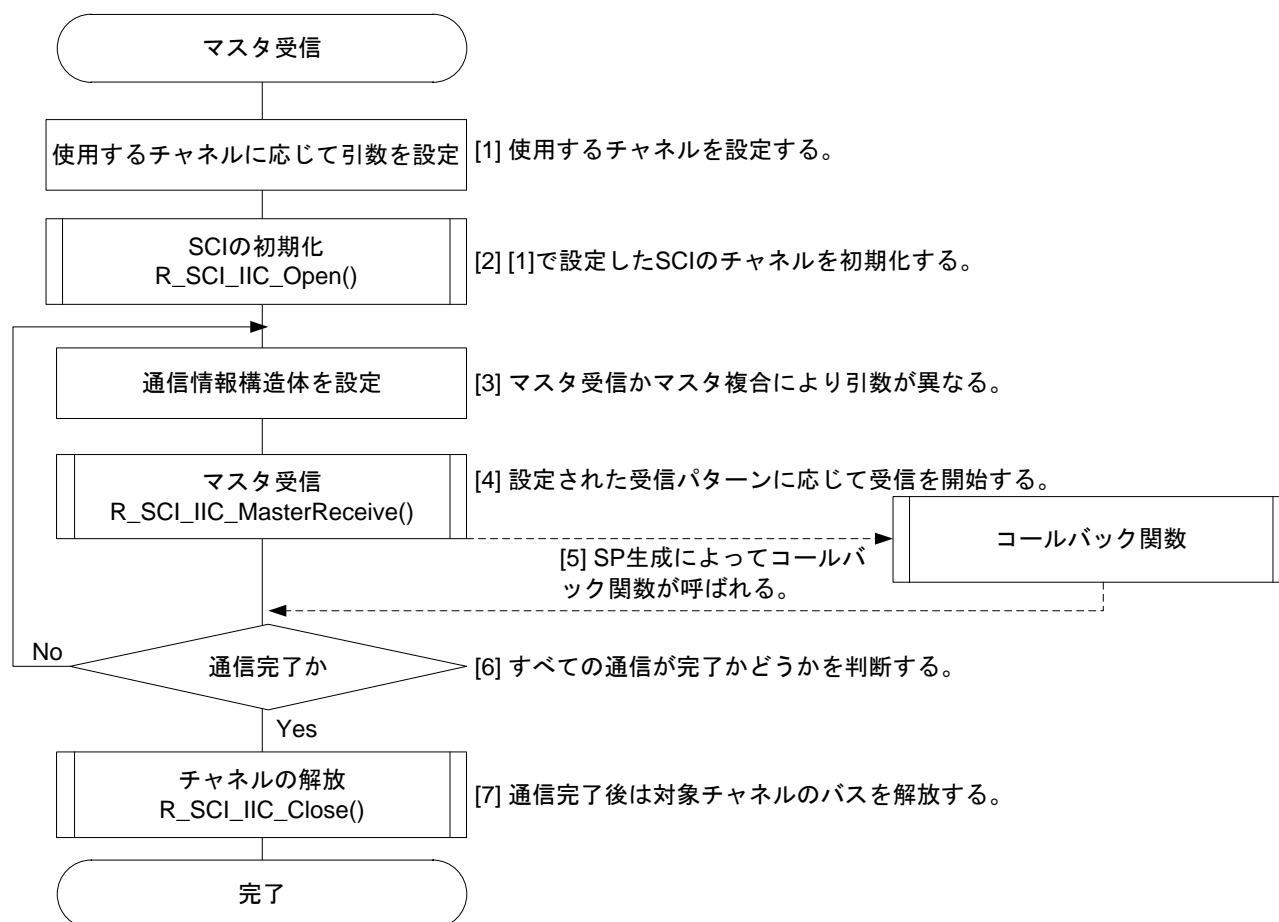 マスタ受信
使用するチャネルに応じて引数を設定
[1] 使用するチャネルを設定する。
SCIの初期化
R_SCI_IIC_Open()
[2] [1]で設定したSCIのチャネルを初期化する。
通信情報構造体を設定
[3] マスタ受信かマスタ複合により引数が異なる。
マスタ受信
R_SCI_IIC_MasterReceive()
[4] 設定された受信パターンに応じて受信を開始する。
コールバック関数
[5] SP生成によってコールバ
ック関数が呼ばれる。
No
通信完了か
[6] すべての通信が完了かどうかを判断する。
Yes
チャネルの解放
R_SCI_IIC_Close()
[7] 通信完了後は対象チャネルのバスを解放する。
完了